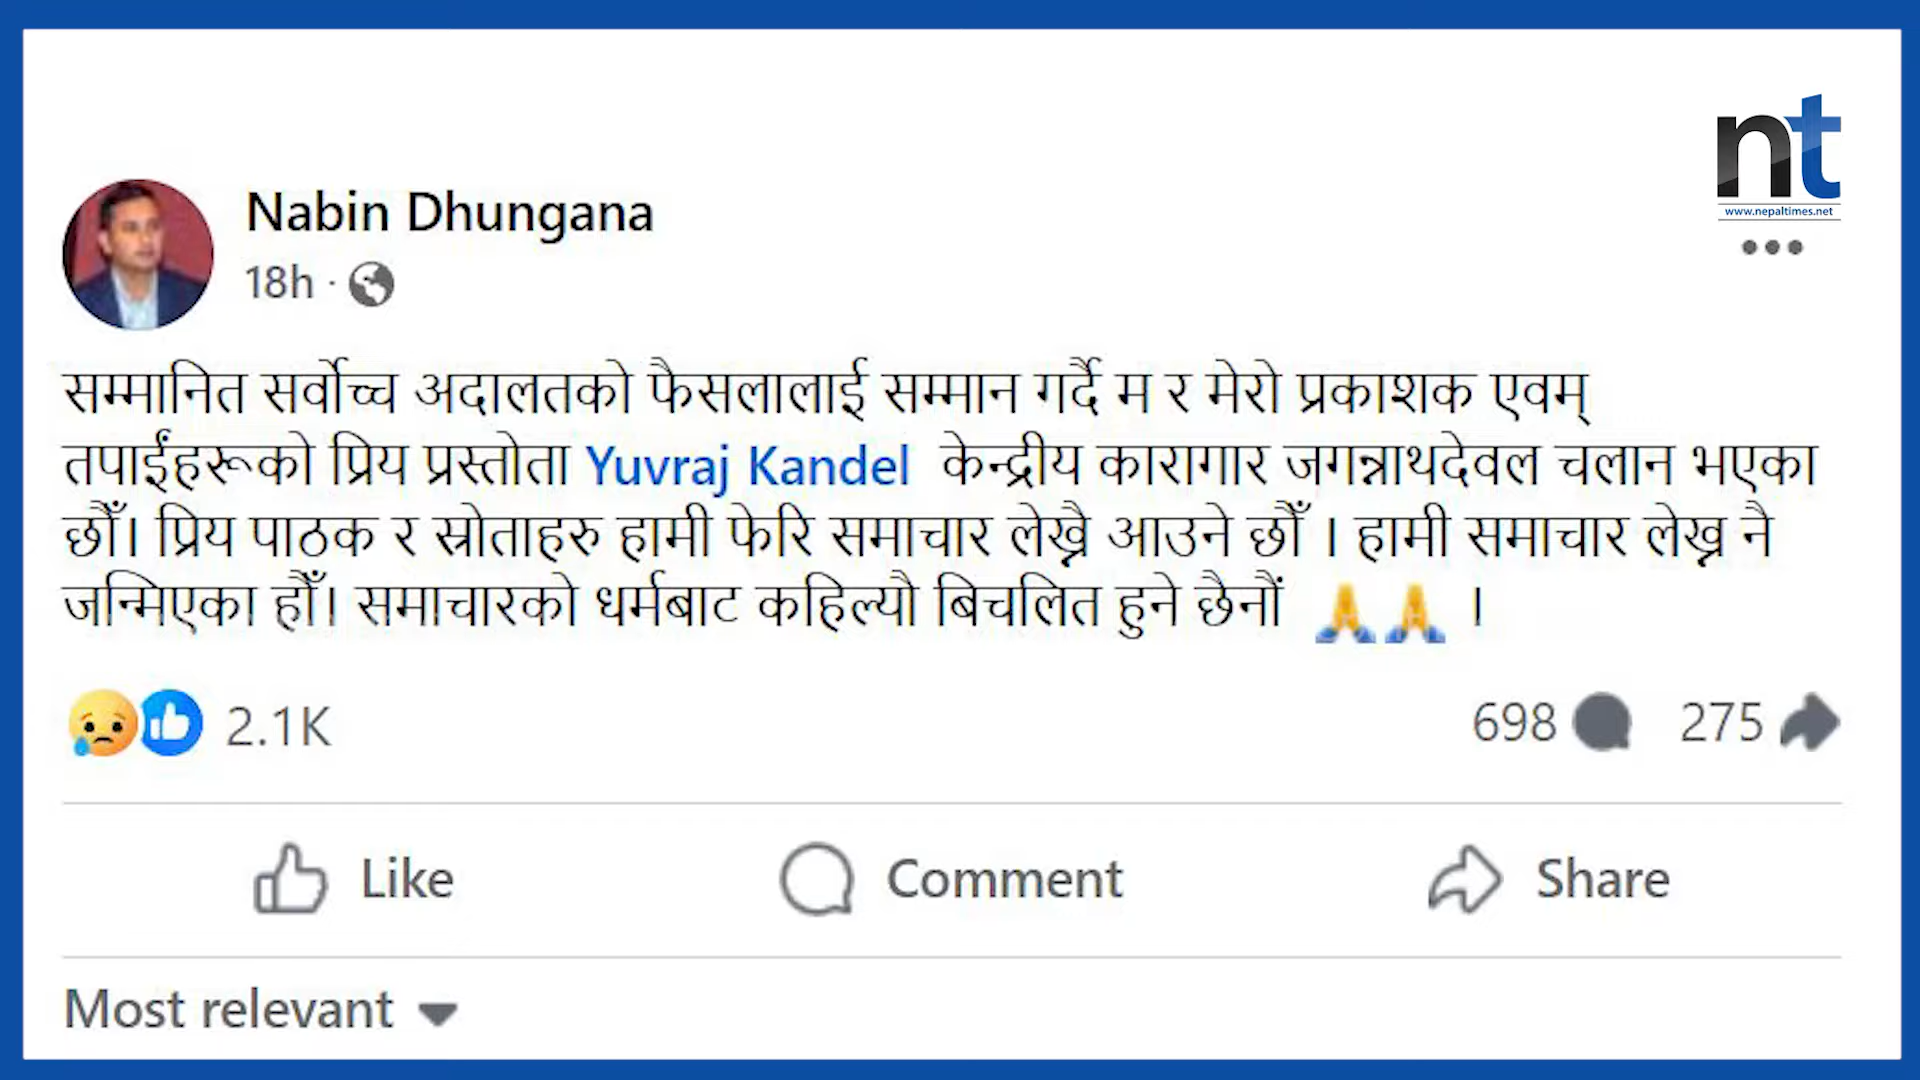 nt
www.nepaltimes.net
Nabin Dhungana
18h ·
सम्मानित सर्वोच्च अदालतको फैसलालाई सम्मान गर्दै म र मेरो प्रकाशक एवम्
तपाईंहरूको प्रिय प्रस्तोता Yuvraj Kandel केन्द्रीय कारागार जगन्नाथदेवल चलान भएका
छौँ। प्रिय पाठक र स्रोताहरु हामी फेरि समाचार लेख्नै आउने छौँ । हामी समाचार लेख्न नै
जन्मिएका हौँ। समाचारको धर्मबाट कहिल्यौ बिचलित हुने छैनौं 🙏🙏 ।
2.1K
698 275
Like Comment Share
Most relevant